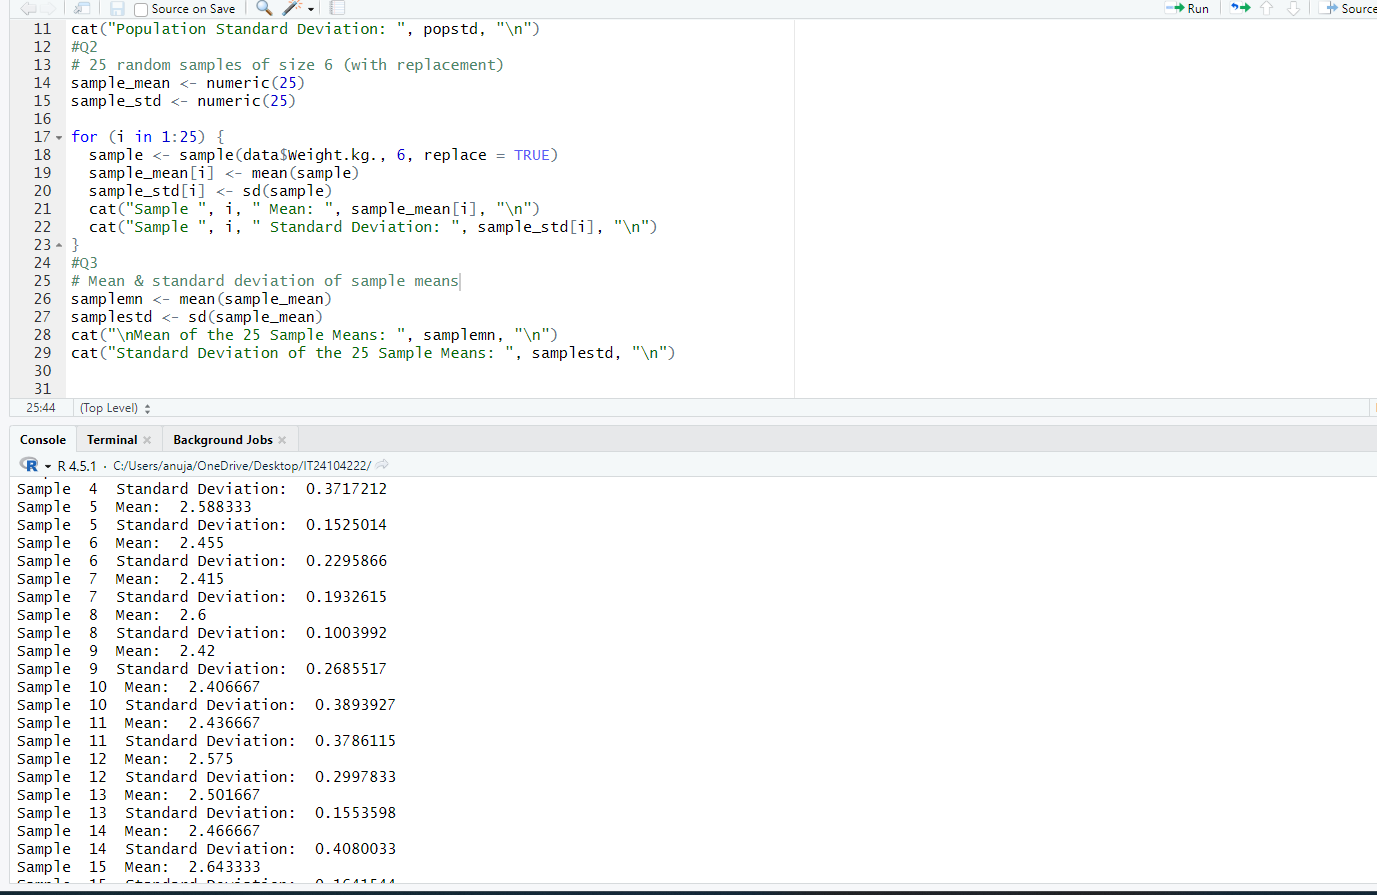 Source on Save
Run
Source
11 cat("Population Standard Deviation: ", popstd, "\n")
12 #Q2
13 # 25 random samples of size 6 (with replacement)
14 sample_mean <- numeric(25)
15 sample_std <- numeric(25)
16
17 for (i in 1:25) {
18   sample <- sample(data$Weight.kg., 6, replace = TRUE)
19   sample_mean[i] <- mean(sample)
20   sample_std[i] <- sd(sample)
21   cat("Sample ", i, " Mean: ", sample_mean[i], "\n")
22   cat("Sample ", i, " Standard Deviation: ", sample_std[i], "\n")
23 }
24 #Q3
25 # Mean & standard deviation of sample means
26 samplemn <- mean(sample_mean)
27 samplestd <- sd(sample_mean)
28 cat("\nMean of the 25 Sample Means: ", samplemn, "\n")
29 cat("Standard Deviation of the 25 Sample Means: ", samplestd, "\n")
30
31
25:44 (Top Level)
Console Terminal Background Jobs
R R 4.5.1 · C:/Users/anuja/OneDrive/Desktop/IT24104222/
Sample  4  Standard Deviation:  0.3717212
Sample  5  Mean:  2.588333
Sample  5  Standard Deviation:  0.1525014
Sample  6  Mean:  2.455
Sample  6  Standard Deviation:  0.2295866
Sample  7  Mean:  2.415
Sample  7  Standard Deviation:  0.1932615
Sample  8  Mean:  2.6
Sample  8  Standard Deviation:  0.1003992
Sample  9  Mean:  2.42
Sample  9  Standard Deviation:  0.2685517
Sample  10  Mean:  2.406667
Sample  10  Standard Deviation:  0.3893927
Sample  11  Mean:  2.436667
Sample  11  Standard Deviation:  0.3786115
Sample  12  Mean:  2.575
Sample  12  Standard Deviation:  0.2997833
Sample  13  Mean:  2.501667
Sample  13  Standard Deviation:  0.1553598
Sample  14  Mean:  2.466667
Sample  14  Standard Deviation:  0.4080033
Sample  15  Mean:  2.643333
Sample  15  Standard Deviation:  0.1641544